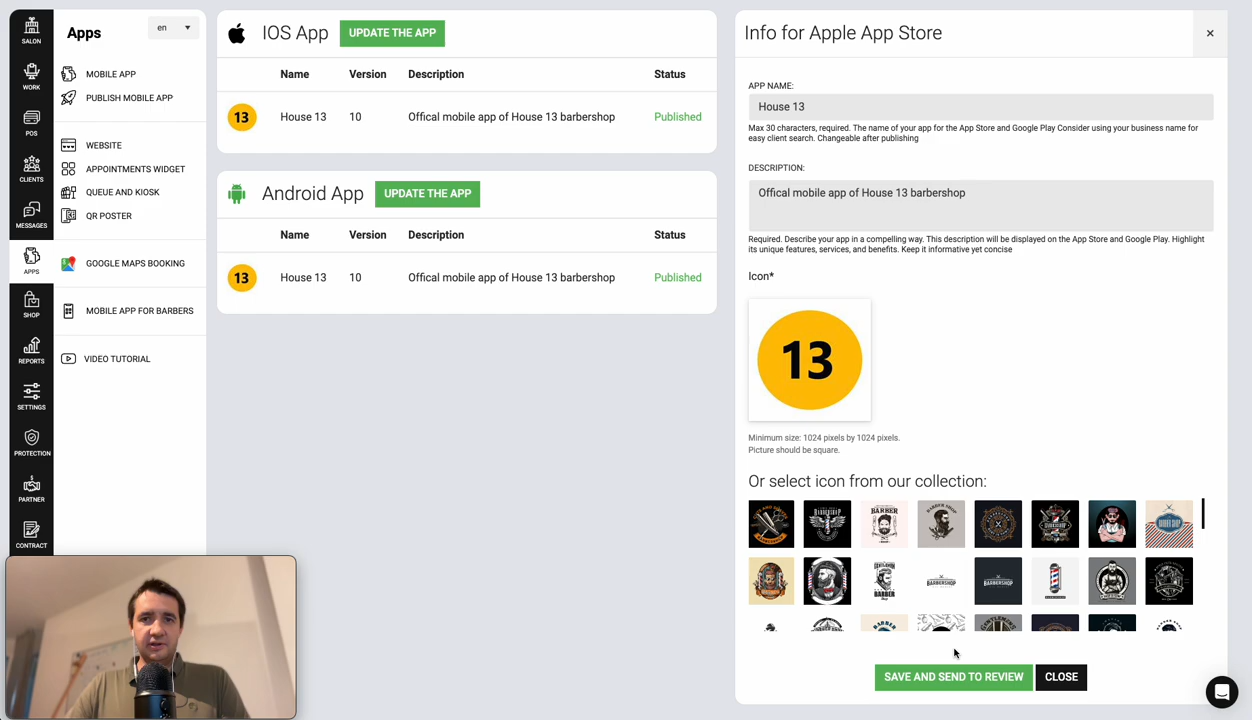 SALON
WORK
POS
CLIENTS
MESSAGES
APPS
SHOP
REPORTS
SETTINGS
PROTECTION
PARTNER
CONTRACT
Apps
en
MOBILE APP
PUBLISH MOBILE APP
WEBSITE
APPOINTMENTS WIDGET
QUEUE AND KIOSK
QR POSTER
GOOGLE MAPS BOOKING
MOBILE APP FOR BARBERS
VIDEO TUTORIAL
IOS App UPDATE THE APP
Name Version Description Status
13 House 13 10 Offical mobile app of House 13 barbershop Published
Android App UPDATE THE APP
Name Version Description Status
13 House 13 10 Offical mobile app of House 13 barbershop Published
Info for Apple App Store
APP NAME:
House 13
Max 30 characters, required. The name of your app for the App Store and Google Play Consider using your business name for
easy client search. Changeable after publishing
DESCRIPTION:
Offical mobile app of House 13 barbershop
Required. Describe your app in a compelling way. This description will be displayed on the App Store and Google Play. Highlight
its unique features, services, and benefits. Keep it informative yet concise
Icon*
13
Minimum size: 1024 pixels by 1024 pixels.
Picture should be square.
Or select icon from our collection:
BARBERSHOP
BARBER
BARBER SHOP
BARBER
BARBERSHOP
BARBERSHOP
SAVE AND SEND TO REVIEW CLOSE